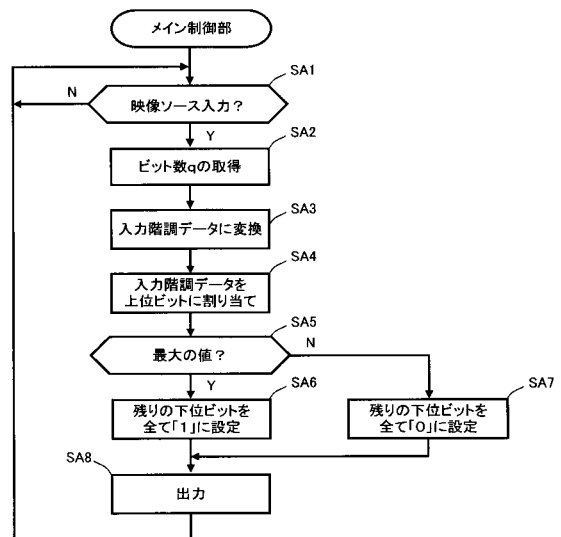 メイン制御部
SA1
N
映像ソース入力？
Y
SA2
ビット数qの取得
SA3
入力階調データに変換
SA4
入力階調データを
上位ビットに割り当て
SA5
最大の値？
N
Y
SA6
残りの下位ビットを
全て「1」に設定
SA7
残りの下位ビットを
全て「0」に設定
SA8
出力